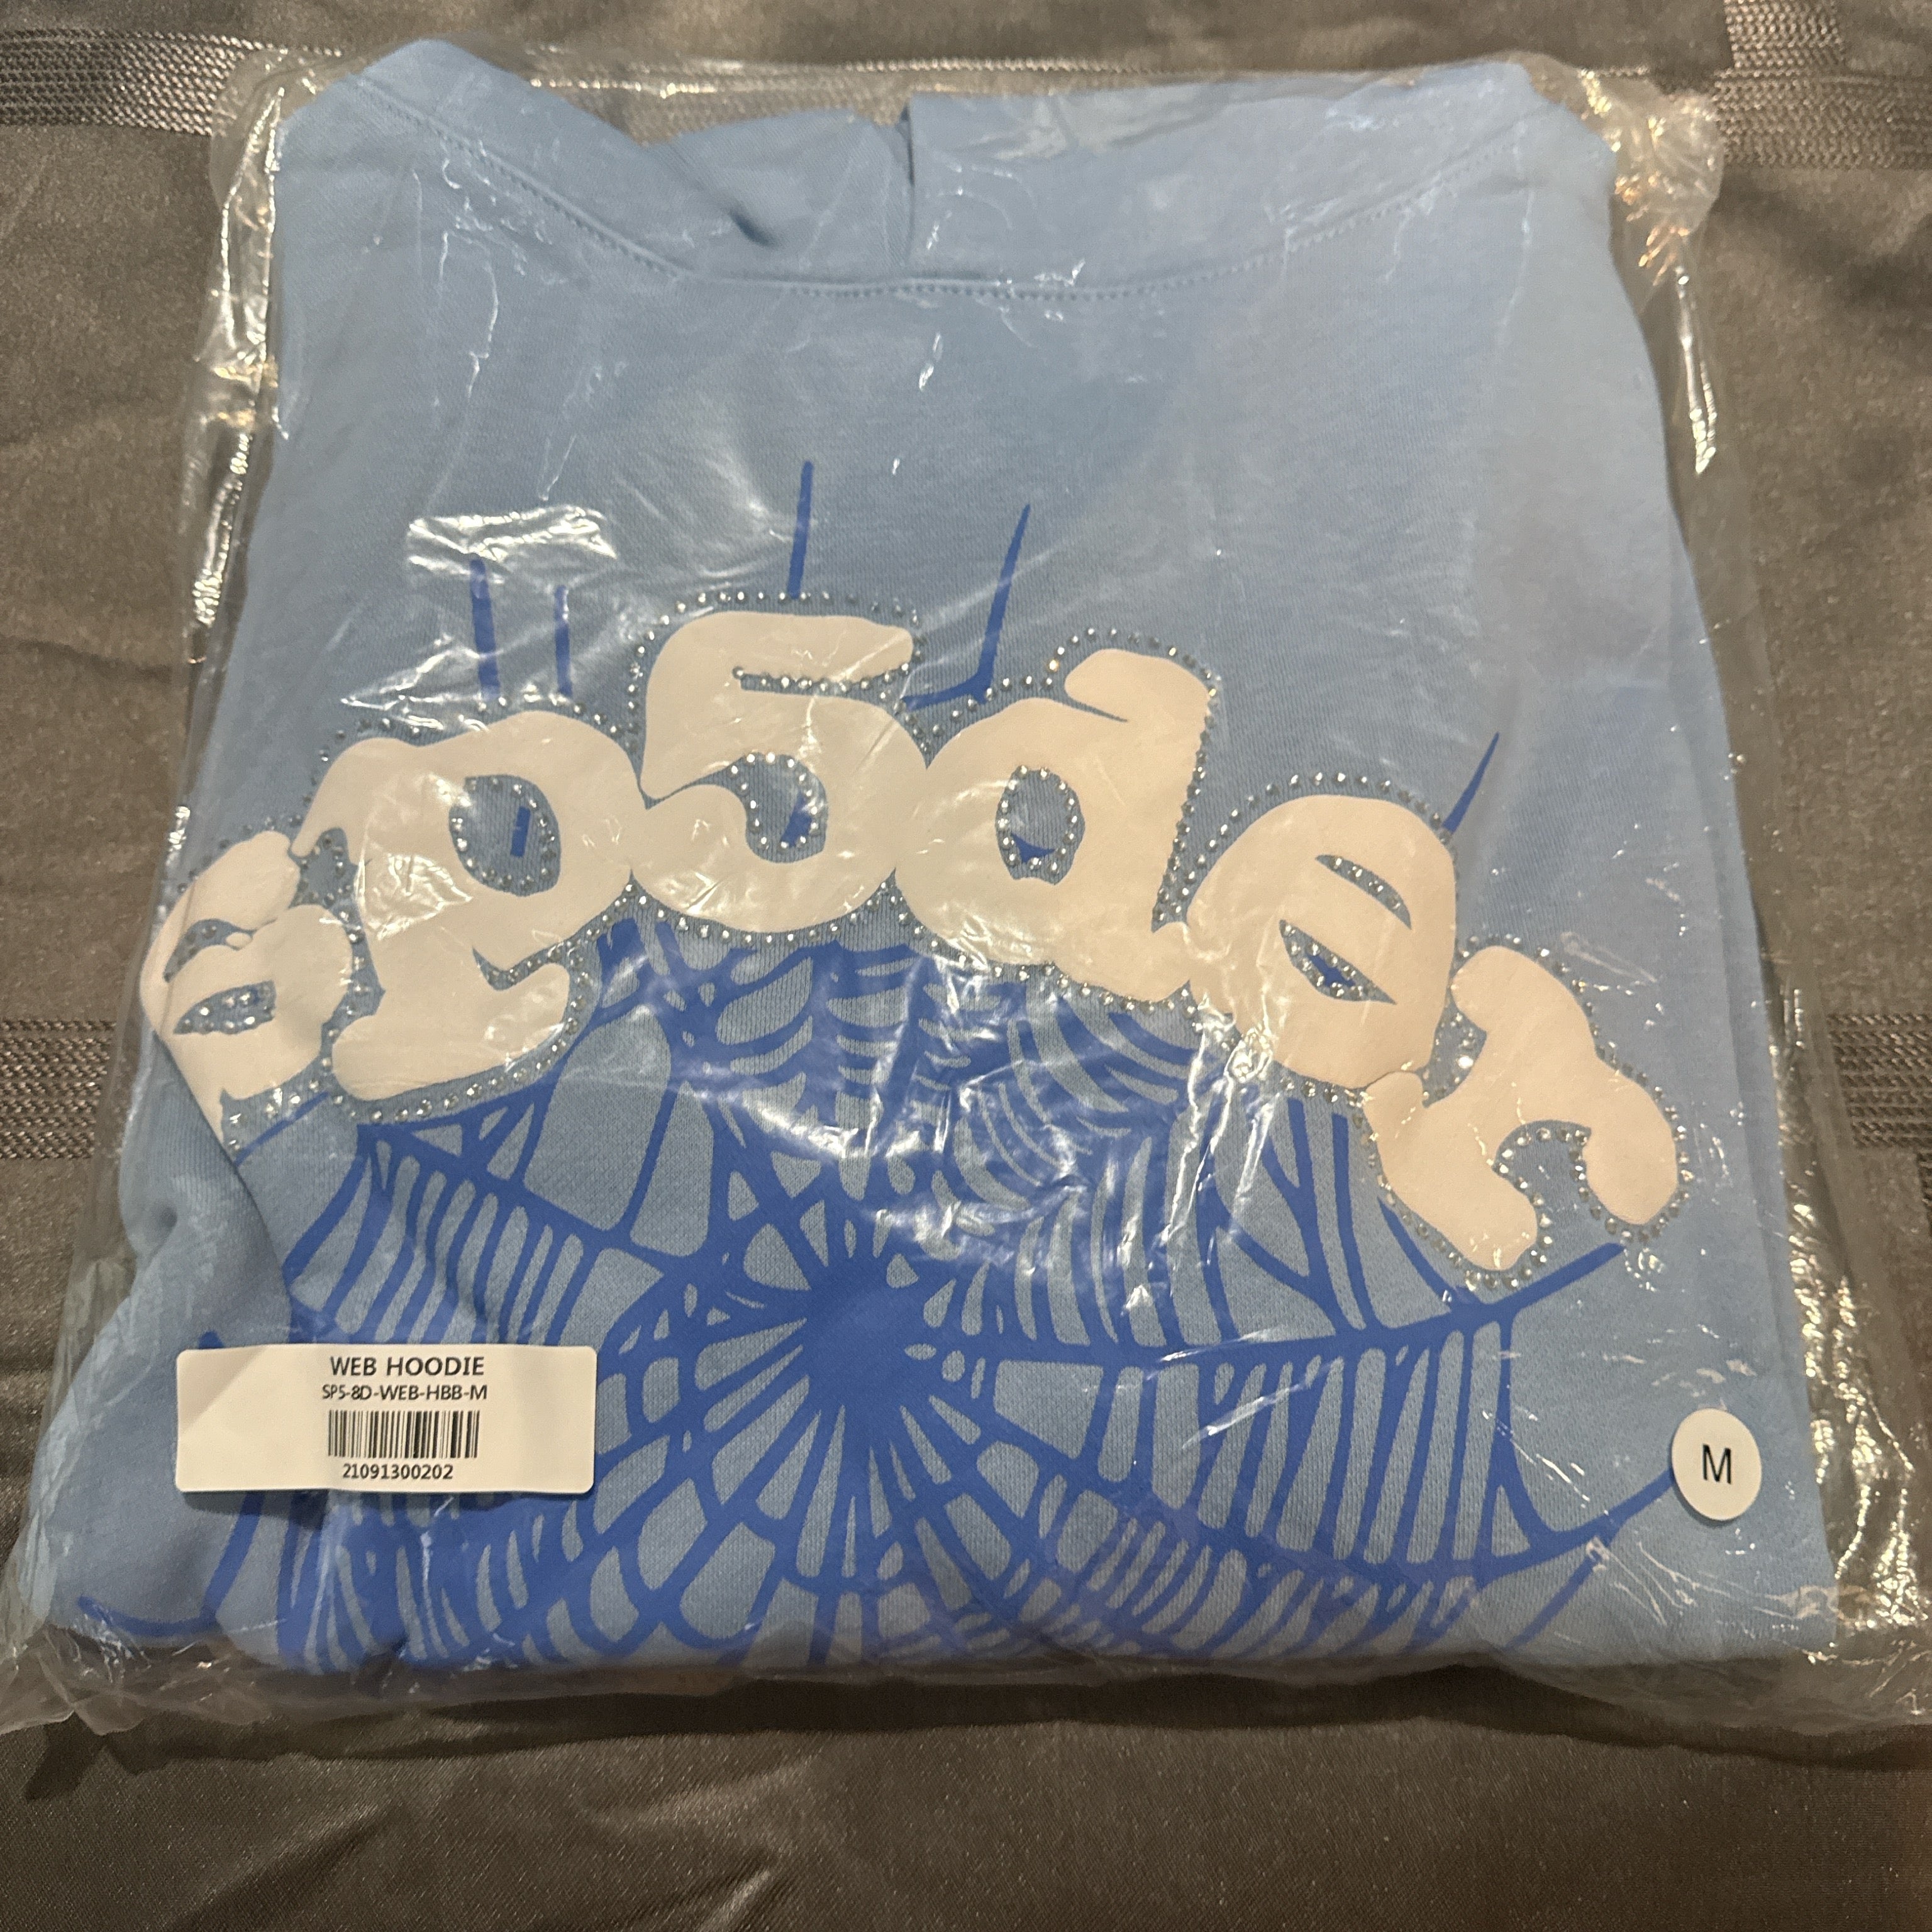 sp5der
WEB HOODIE
SP5-8D-WEB-HBB-M
21091300202
M